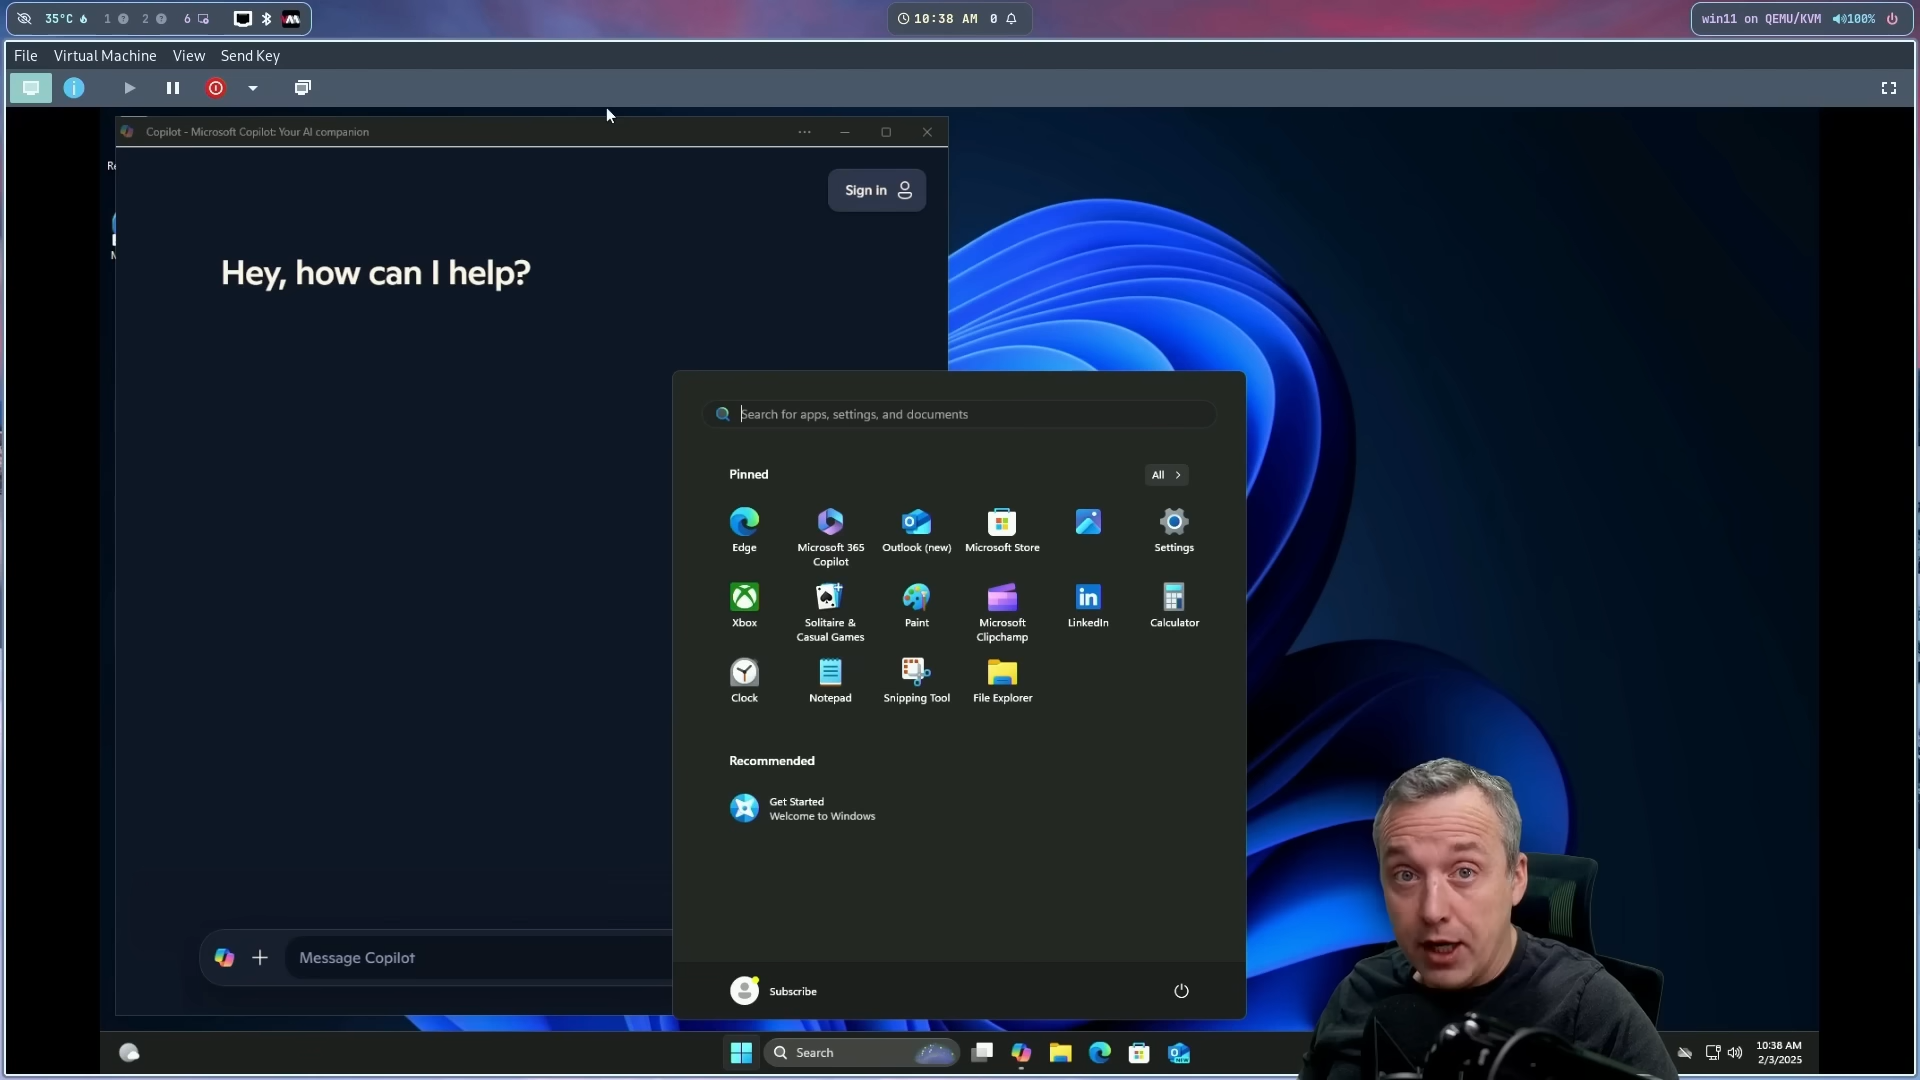 35°C
1
2
6
10:38 AM 0
win11 on QEMU/KVM
100%
File Virtual Machine View Send Key
Copilot - Microsoft Copilot: Your AI companion
Re
Sign in
Hey, how can I help?
Search for apps, settings, and documents
Pinned
All
Edge
Microsoft 365
Copilot
Outlook (new)
Microsoft Store
Settings
Xbox
Solitaire &
Casual Games
Paint
Microsoft
Clipchamp
LinkedIn
Calculator
Clock
Notepad
Snipping Tool
File Explorer
Recommended
Get Started
Welcome to Windows
Message Copilot
Subscribe
Search
10:38 AM
2/3/2025